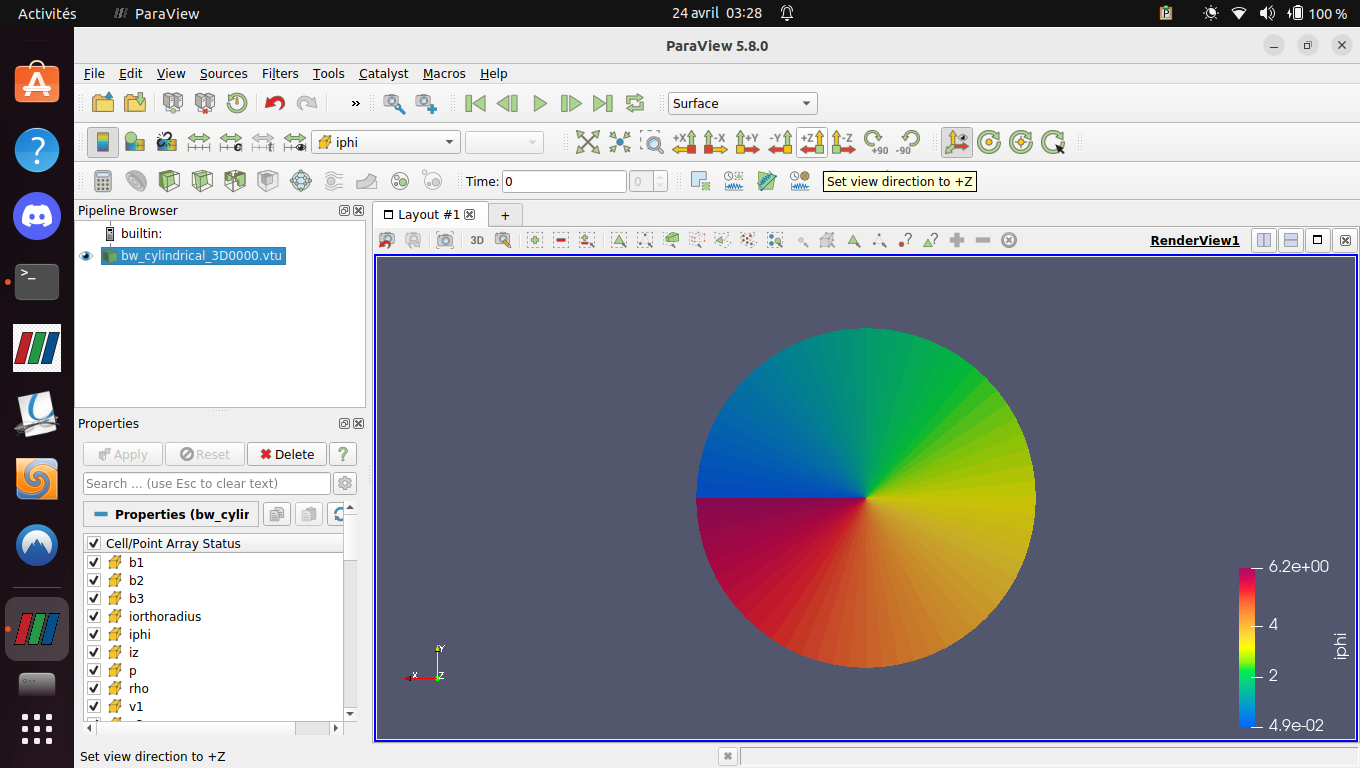 Activités ParaView 24 avril 03:28 100 %
ParaView 5.8.0
File Edit View Sources Filters Tools Catalyst Macros Help
» Surface
iphi +X -X +Y -Y +Z -Z +90 -90
Time: 0 0 Set view direction to +Z
Pipeline Browser
Layout #1 +
builtin:
3D RenderView1
bw_cylindrical_3D0000.vtu
Properties
Apply Reset Delete ?
Search ... (use Esc to clear text)
Properties (bw_cylir
Cell/Point Array Status
b1
b2
b3
iorthoradius
iphi
iz
p
rho
v1
6.2e+00
4
2
4.9e-02
iphi
Y
X Z
Set view direction to +Z